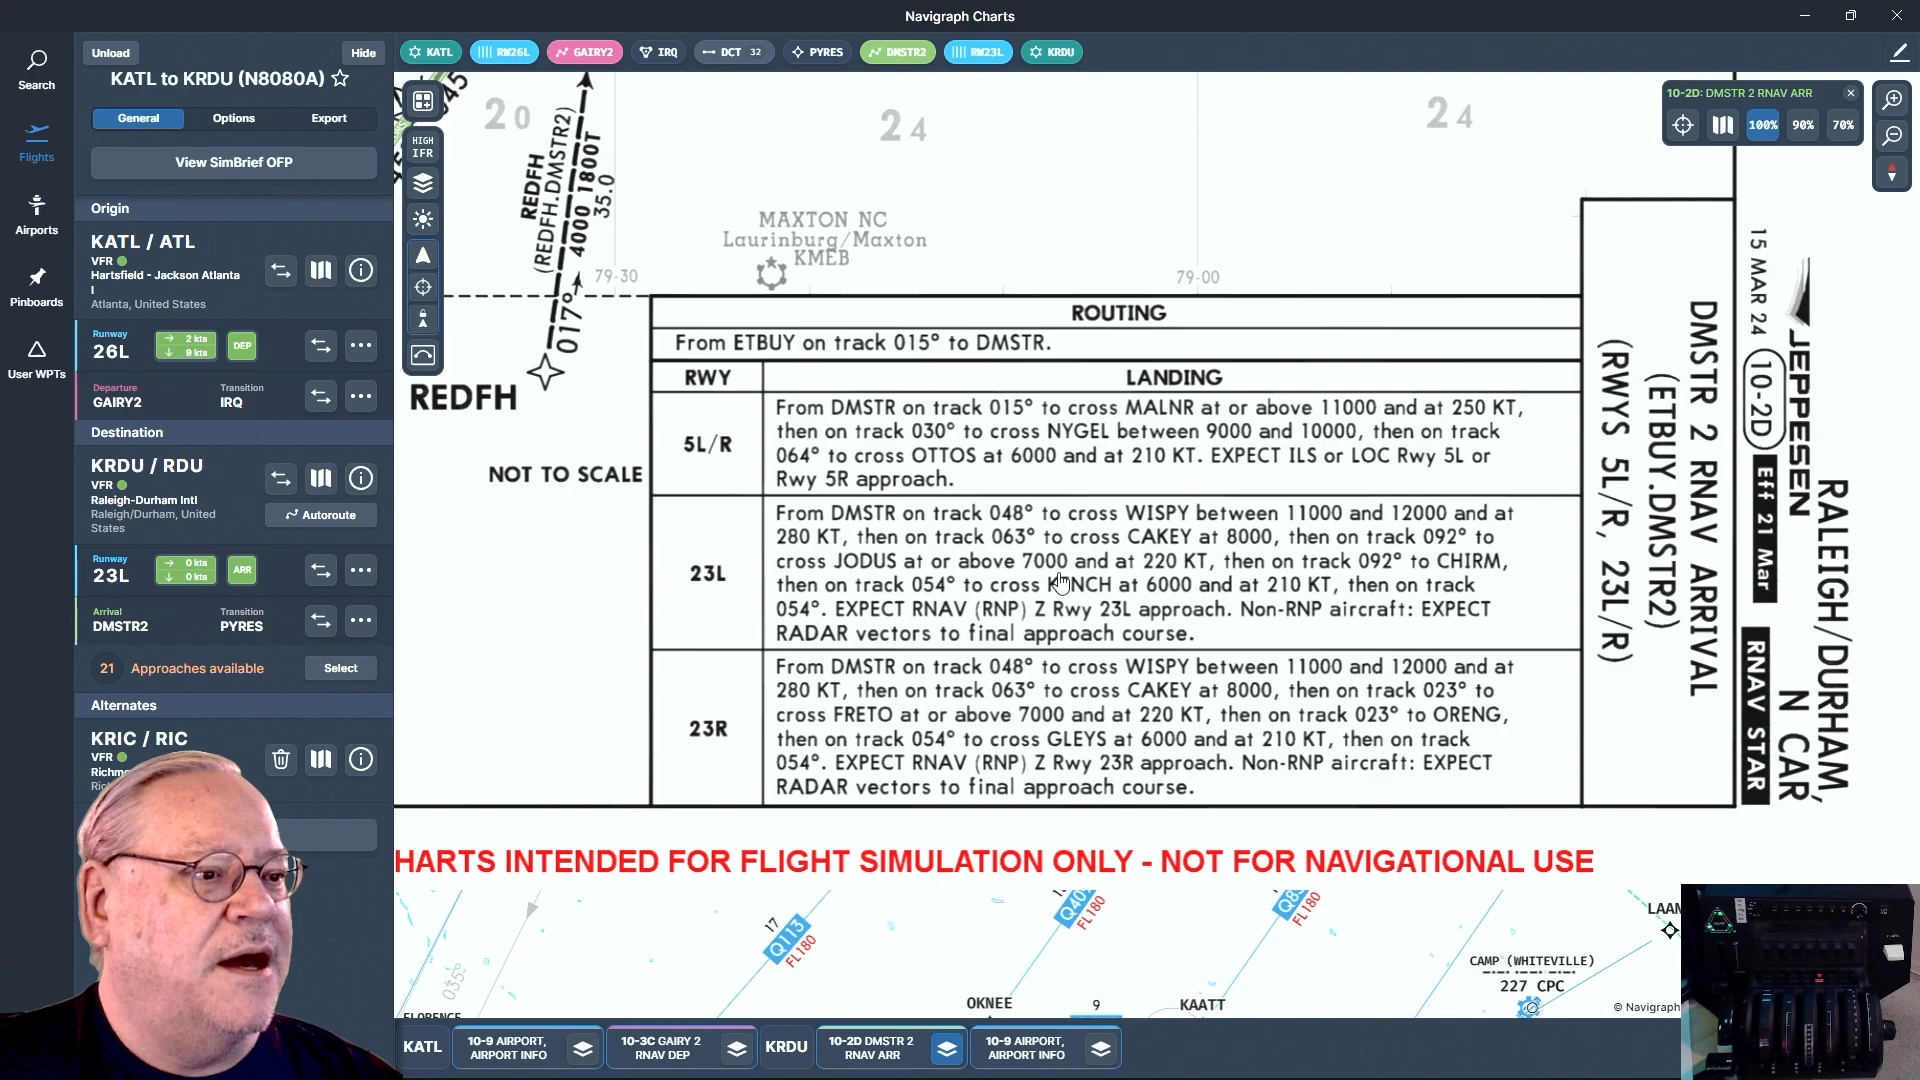 Navigraph Charts
Search
Flights
Airports
Pinboards
User WPTs
Unload
Hide
KATL to KRDU (N8080A)
General
Options
Export
View SimBrief OFP
Origin
KATL / ATL
VFR
Hartsfield - Jackson Atlanta
I
Atlanta, United States
Runway
26L
2 kts
9 kts
DEP
Departure
GAIRY2
Transition
IRQ
Destination
KRDU / RDU
VFR
Raleigh-Durham Intl
Raleigh/Durham, United
States
Autoroute
Runway
23L
0 kts
0 kts
ARR
Arrival
DMSTR2
Transition
PYRES
21 Approaches available
Select
Alternates
KRIC / RIC
VFR
Richm
Ric
KATL
RW26L
GAIRY2
IRQ
DCT 32
PYRES
DMSTR2
RW23L
KRDU
HIGH
IFR
10-2D: DMSTR 2 RNAV ARR
100%
90%
70%
045
20
24
24
REDFH
(REDFH.DMSTR2)
4000 1800T
35.0
017°
MAXTON NC
Laurinburg/Maxton
KMEB
79-30
79-00
REDFH
NOT TO SCALE
ROUTING
From ETBUY on track 015° to DMSTR.
RWY
LANDING
5L/R
From DMSTR on track 015° to cross MALNR at or above 11000 and at 250 KT,
then on track 030° to cross NYGEL between 9000 and 10000, then on track
064° to cross OTTOS at 6000 and at 210 KT. EXPECT ILS or LOC Rwy 5L or
Rwy 5R approach.
23L
From DMSTR on track 048° to cross WISPY between 11000 and 12000 and at
280 KT, then on track 063° to cross CAKEY at 8000, then on track 092° to
cross JODUS at or above 7000 and at 220 KT, then on track 092° to CHIRM,
then on track 054° to cross K NCH at 6000 and at 210 KT, then on track
054°. EXPECT RNAV (RNP) Z Rwy 23L approach. Non-RNP aircraft: EXPECT
RADAR vectors to final approach course.
23R
From DMSTR on track 048° to cross WISPY between 11000 and 12000 and at
280 KT, then on track 063° to cross CAKEY at 8000, then on track 023° to
cross FRETO at or above 7000 and at 220 KT, then on track 023° to ORENG,
then on track 054° to cross GLEYS at 6000 and at 210 KT, then on track
054°. EXPECT RNAV (RNP) Z Rwy 23R approach. Non-RNP aircraft: EXPECT
RADAR vectors to final approach course.
DMSTR 2 RNAV ARRIVAL
(ETBUY.DMSTR2)
(RWYS 5L/R, 23L/R)
JEPPESEN
15 MAR 24
10-2D
Eff 21 Mar
RALEIGH/DURHAM,
N CAR
RNAV STAR
HARTS INTENDED FOR FLIGHT SIMULATION ONLY - NOT FOR NAVIGATIONAL USE
17
Q113
FL180
Q40
FL180
Q8
FL180
LAAN
035°
CAMP (WHITEVILLE)
227 CPC
OKNEE
9
KAATT
FLORENCE
© Navigraph
KATL
10-9 AIRPORT,
AIRPORT INFO
10-3C GAIRY 2
RNAV DEP
KRDU
10-2D DMSTR 2
RNAV ARR
10-9 AIRPORT,
AIRPORT INFO